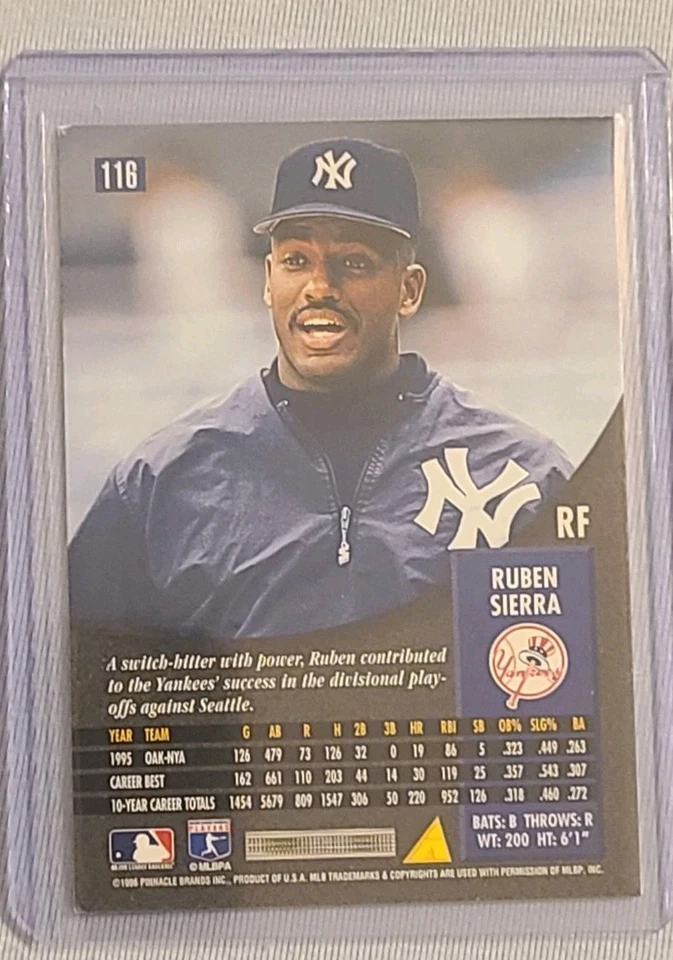 116
NY
NY
RF
RUBEN
SIERRA
Yankees
A switch-hitter with power, Ruben contributed
to the Yankees' success in the divisional play-
offs against Seattle.
YEAR TEAM G AB R H 2B 3B HR RBI SB OB% SLG% BA
1995 OAK-NYA 126 479 73 126 32 0 19 86 5 .323 .449 .263
CAREER BEST 162 661 110 203 44 14 30 119 25 .357 .543 .307
10-YEAR CAREER TOTALS 1454 5679 809 1547 306 50 220 952 126 .318 .460 .272
BATS: B THROWS: R
WT: 200 HT: 6'1"
MAJOR LEAGUE BASEBALL
PLAYERS
© MLBPA
©1996 PINNACLE BRANDS INC., PRODUCT OF U.S.A. MLB TRADEMARKS & COPYRIGHTS ARE USED WITH PERMISSION OF MLBP, INC.